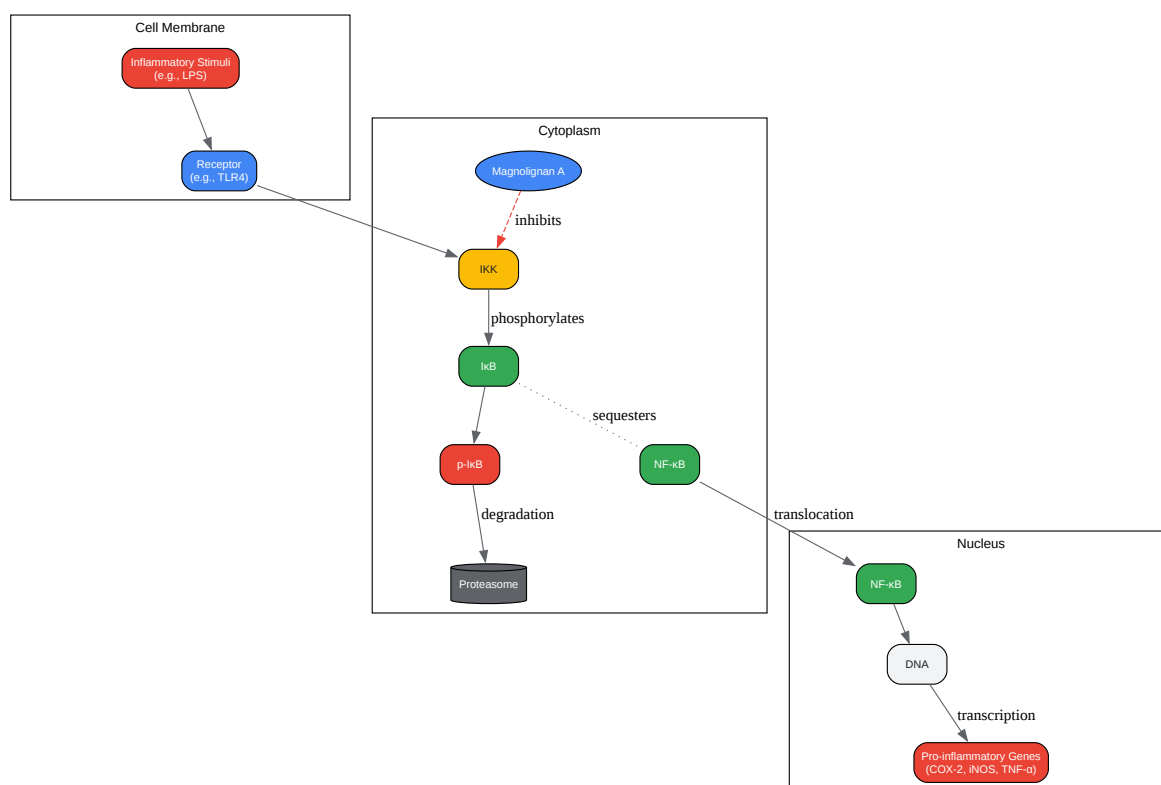 Cell Membrane
Inflammatory Stimuli
(e.g., LPS)
Receptor
(e.g., TLR4)
Cytoplasm
Magnolignan A
inhibits
IKK
phosphorylates
IκB
sequesters
p-IκB
NF-κB
degradation
Proteasome
translocation
Nucleus
NF-κB
DNA
transcription
Pro-inflammatory Genes
(COX-2, iNOS, TNF-α)